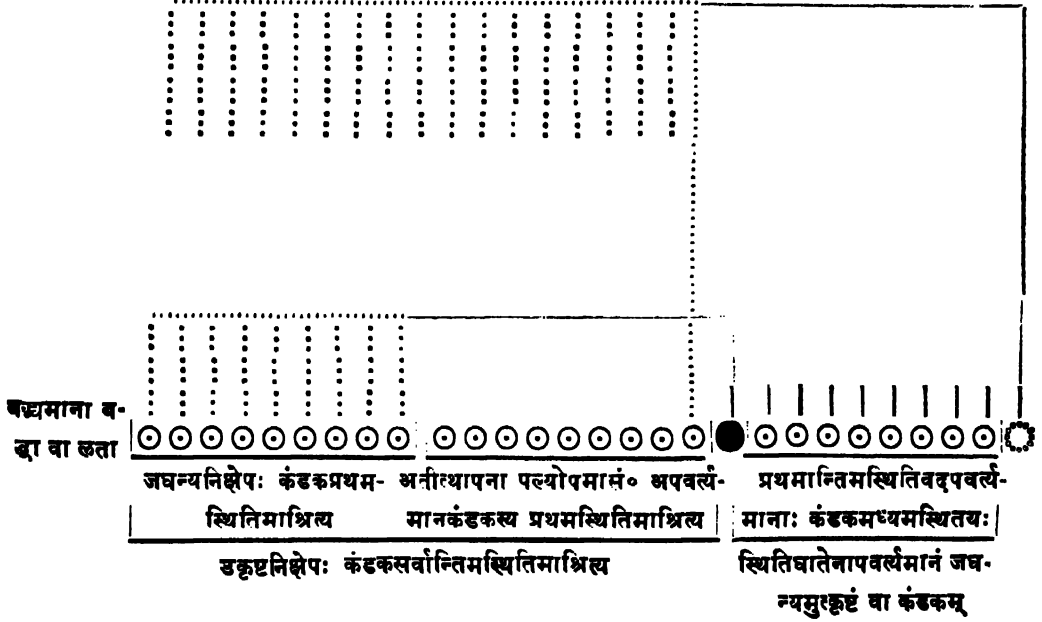 बद्ध्यमाना ब-
द्धा वा लता
जघन्यनिक्षेपः कंडकप्रथम-
स्थितिमाश्रित्य
अतीत्थापना पल्योपमासं० अपवर्त्य-
मानकंडकस्य प्रथमस्थितिमाश्रित्य
प्रथमान्तिमस्थितिवदपवर्त्य-
मानाः कंडकमध्यमस्थितयः
उत्कृष्टनिक्षेपः कंडकसर्वान्तिमस्थितिमाश्रित्य
स्थितिघातेनापवर्त्यमानं जघ-
न्यमुत्कृष्टं वा कंडकम्